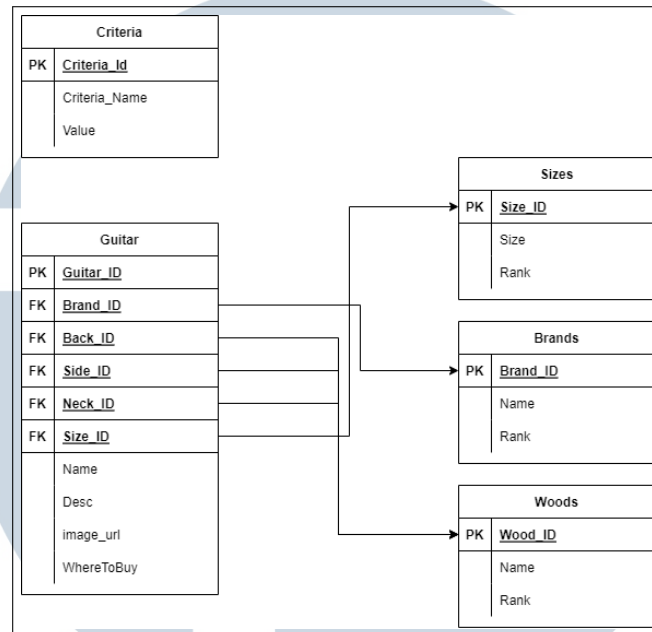 Criteria
PK Criteria_Id
Criteria_Name
Value
Guitar
PK Guitar_ID
FK Brand_ID
FK Back_ID
FK Side_ID
FK Neck_ID
FK Size_ID
Name
Desc
image_url
WhereToBuy
Sizes
PK Size_ID
Size
Rank
Brands
PK Brand_ID
Name
Rank
Woods
PK Wood_ID
Name
Rank